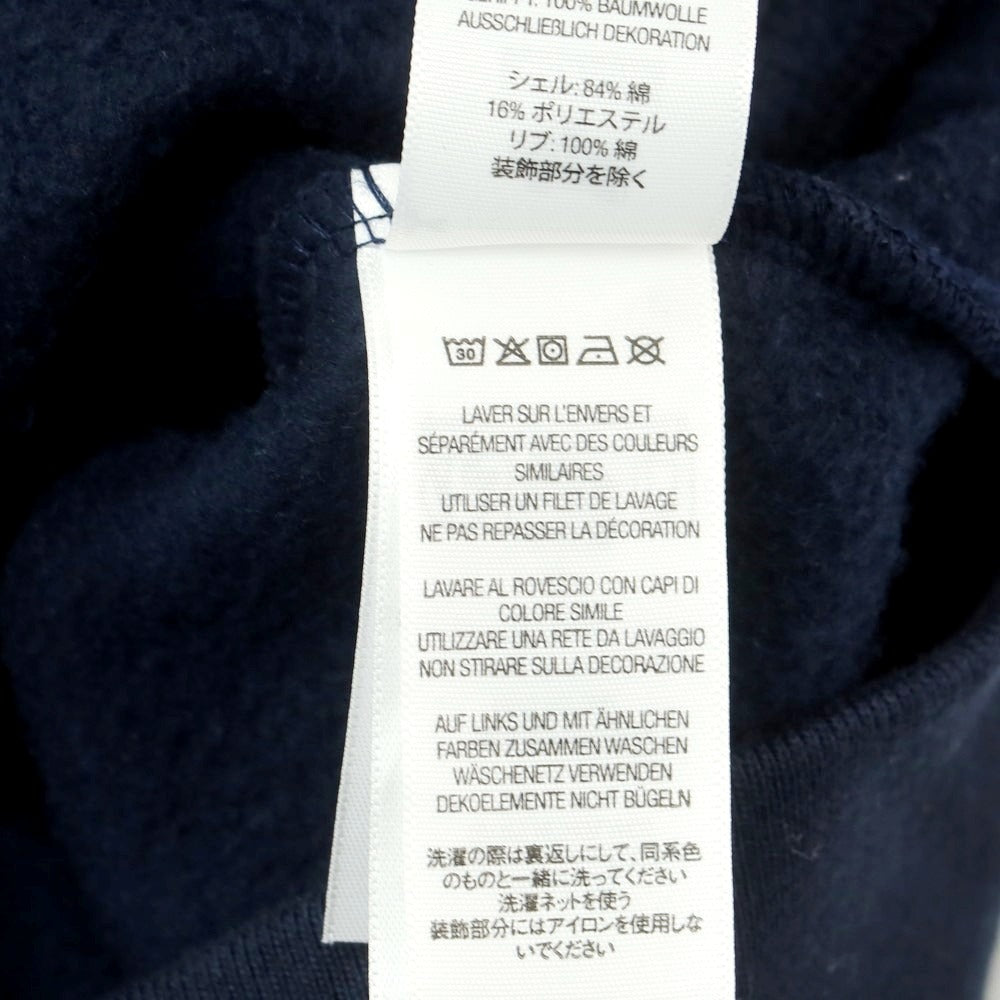 100% BAUMWOLLE
AUSSCHLIEßLICH DEKORATION
シェル: 84% 綿
16% ポリエステル
リブ: 100% 綿
装飾部分を除く
30
LAVER SUR L'ENVERS ET
SÉPARÉMENT AVEC DES COULEURS
SIMILAIRES
UTILISER UN FILET DE LAVAGE
NE PAS REPASSER LA DÉCORATION
LAVARE AL ROVESCIO CON CAPI DI
COLORE SIMILE
UTILIZZARE UNA RETE DA LAVAGGIO
NON STIRARE SULLA DECORAZIONE
AUF LINKS UND MIT ÄHNLICHEN
FARBEN ZUSAMMEN WASCHEN
WÄSCHENETZ VERWENDEN
DEKOELEMENTE NICHT BÜGELN
洗濯の際は裏返しにして、同系色
のものと一緒に洗ってください
洗濯ネットを使う
装飾部分にはアイロンを使用しな
いでください